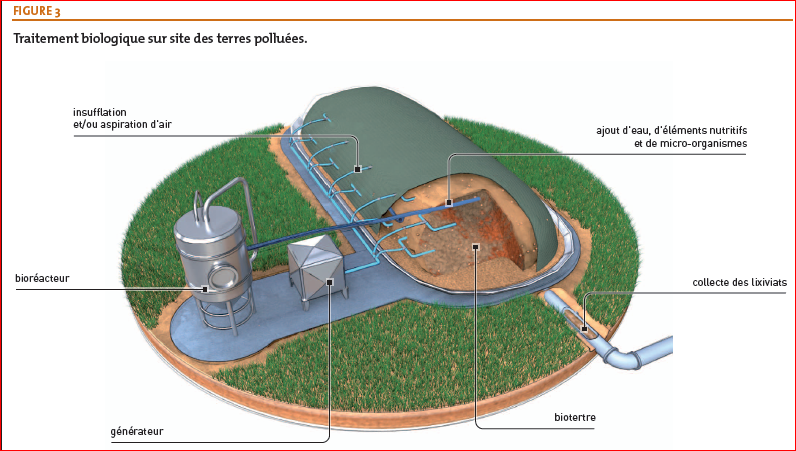 FIGURE 3
Traitement biologique sur site des terres polluées.
insufflation
et/ou aspiration d'air
ajout d'eau, d'éléments nutritifs
et de micro-organismes
bioréacteur
collecte des lixiviats
biotertre
générateur